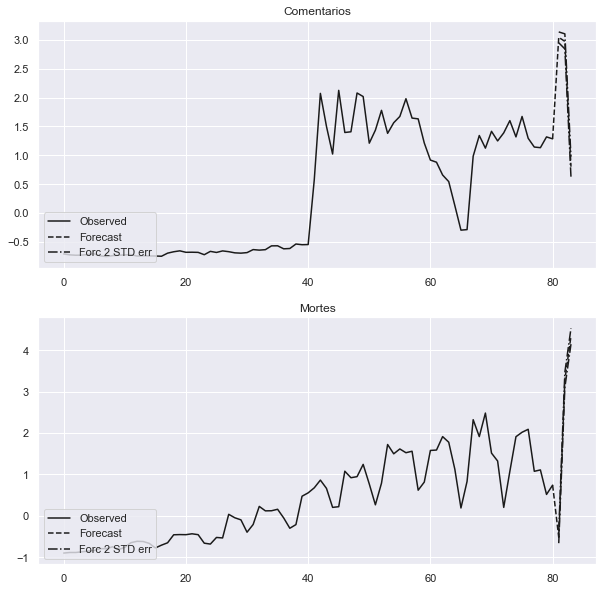 Comentarios
3.0
2.5
2.0
1.5
1.0
0.5
0.0
−0.5
Observed
Forecast
Forc 2 STD err
0 20 40 60 80
Mortes
4
3
2
1
0
−1
Observed
Forecast
Forc 2 STD err
0 20 40 60 80